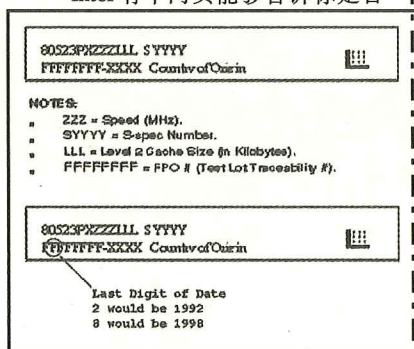 80523PXZZZLLL SYYYY
FFFFFFFF-XXXX Country of Origin
NOTES:
ZZZ = Speed (MHz).
SYYYY = S-spec Number.
LLL = Level 2 Cache Size (in Kilobytes).
FFFFFFFF = FPO # (Test Lot Traceability #).
80523PXZZZLLL SYYYY
FFFFFFFF-XXXX Country of Origin
Last Digit of Date
2 would be 1992
8 would be 1998